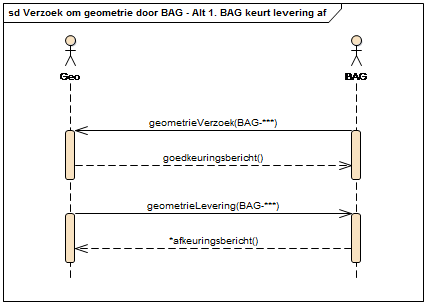 sd Verzoek om geometrie door BAG - Alt 1. BAG keurt levering af
Geo
BAG
geometrieVerzoek(BAG-***)
goedkeuringsbericht()
geometrieLevering(BAG-***)
*afkeuringsbericht()